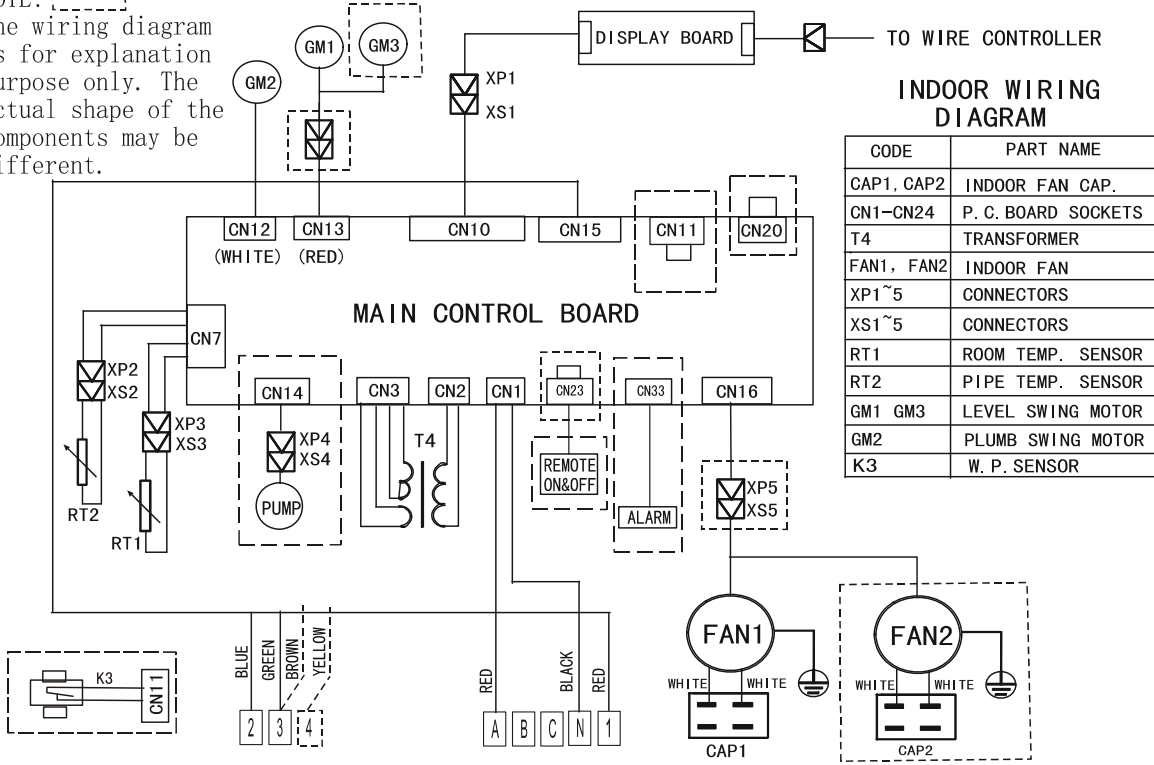 he wiring diagram
s for explanation
urpose only. The
ctual shape of the
omponents may be
ifferent.
GM1
GM3
GM2
DISPLAY BOARD
TO WIRE CONTROLLER
XP1
XS1
INDOOR WIRING
DIAGRAM
CODE PART NAME
CAP1, CAP2 INDOOR FAN CAP.
CN1-CN24 P.C.BOARD SOCKETS
T4 TRANSFORMER
FAN1, FAN2 INDOOR FAN
XP1~5 CONNECTORS
XS1~5 CONNECTORS
RT1 ROOM TEMP. SENSOR
RT2 PIPE TEMP. SENSOR
GM1 GM3 LEVEL SWING MOTOR
GM2 PLUMB SWING MOTOR
K3 W.P.SENSOR
CN12
(WHITE)
CN13
(RED)
CN10
CN15
CN11
CN20
MAIN CONTROL BOARD
CN7
CN14
CN3
CN2
CN1
CN23
CN33
CN16
XP2
XS2
XP3
XS3
XP4
XS4
T4
REMOTE
ON&OFF
ALARM
XP5
XS5
RT2
RT1
PUMP
FAN1
FAN2
WHITE
WHITE
WHITE
WHITE
CAP1
CAP2
K3
CN11
BLUE
GREEN
BROWN
YELLOW
RED
BLACK
RED
2
3
4
A
B
C
N
1